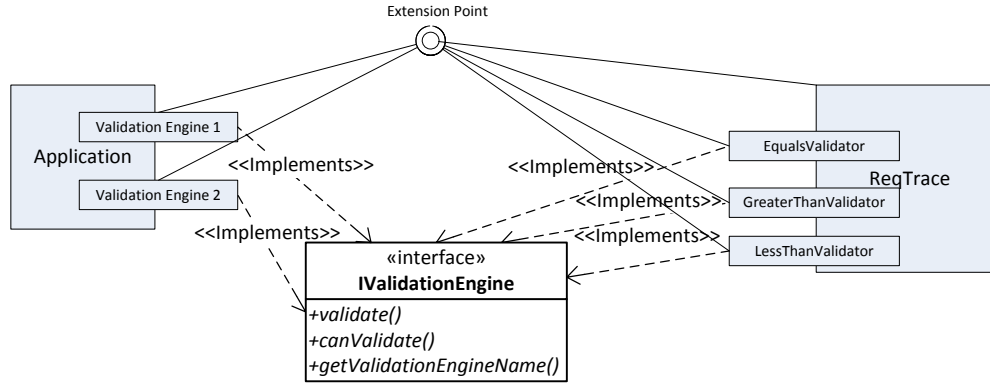 Extension Point
Validation Engine 1
Application
Validation Engine 2
<<Implements>>
<<Implements>>
<<Implements>>
<<Implements>>
<<Implements>>
EqualsValidator
ReqTrace
GreaterThanValidator
LessThanValidator
«interface»
IValidationEngine
+validate()
+canValidate()
+getValidationEngineName()